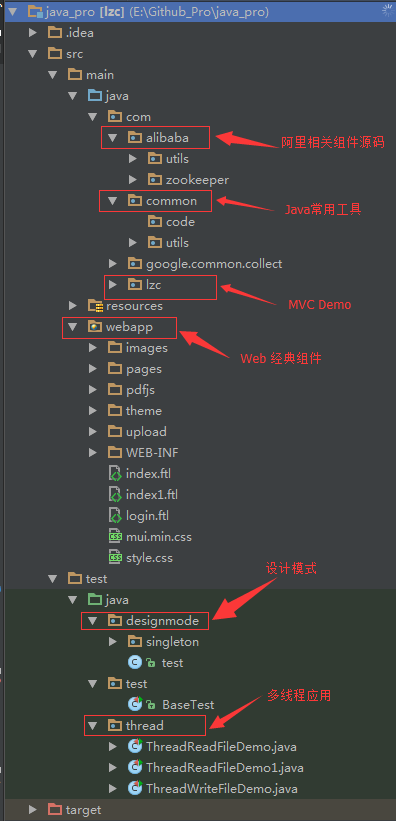 java_pro [lzc] (E:\Github_Pro\java_pro)
.idea
src
main
java
com
alibaba
阿里相关组件源码
utils
zookeeper
common
Java常用工具
code
utils
google.common.collect
lzc
MVC Demo
resources
webapp
Web 经典组件
images
pages
pdfjs
theme
upload
WEB-INF
index.ftl
index1.ftl
login.ftl
mui.min.css
style.css
设计模式
test
java
designmode
singleton
test
test
多线程应用
BaseTest
thread
ThreadReadFileDemo.java
ThreadReadFileDemo1.java
ThreadWriteFileDemo.java
target